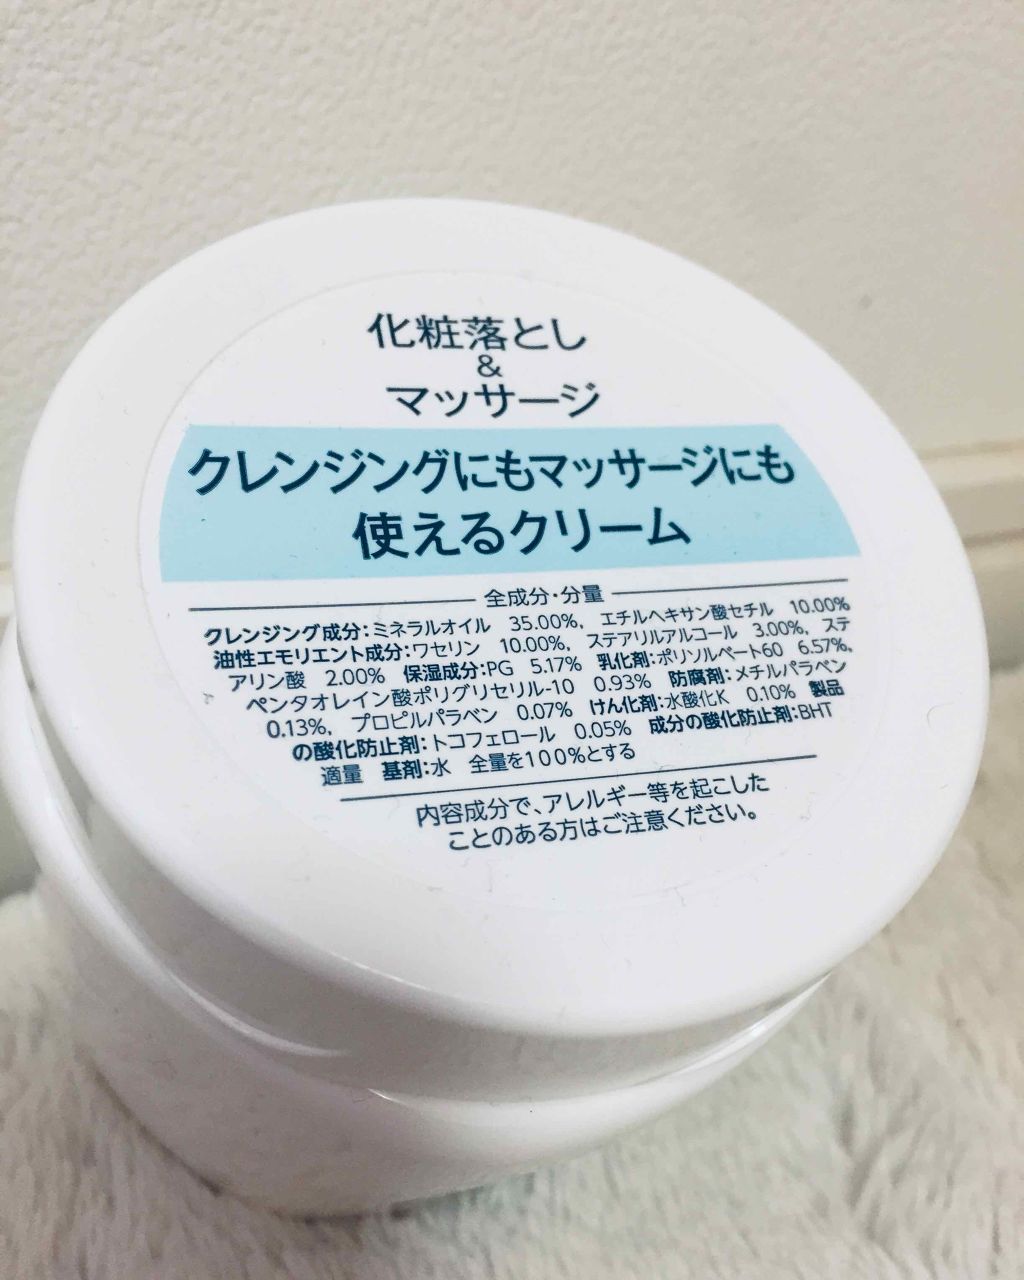 化粧落とし
&
マッサージ
クレンジングにもマッサージにも
使えるクリーム
全成分・分量
クレンジング成分：ミネラルオイル 35.00%, エチルヘキサン酸セチル 10.00%
油性エモリエント成分：ワセリン 10.00%, ステアリルアルコール 3.00%, ステ
アリン酸 2.00% 保湿成分：PG 5.17% 乳化剤：ポリソルベート60 6.57%,
ペンタオレイン酸ポリグリセリル-10 0.93% 防腐剤：メチルパラベン
0.13%, プロピルパラベン 0.07% けん化剤：水酸化K 0.10% 製品
の酸化防止剤：トコフェロール 0.05% 成分の酸化防止剤：BHT
適量 基剤：水 全量を100%とする
内容成分で、アレルギー等を起こした
ことのある方はご注意ください。